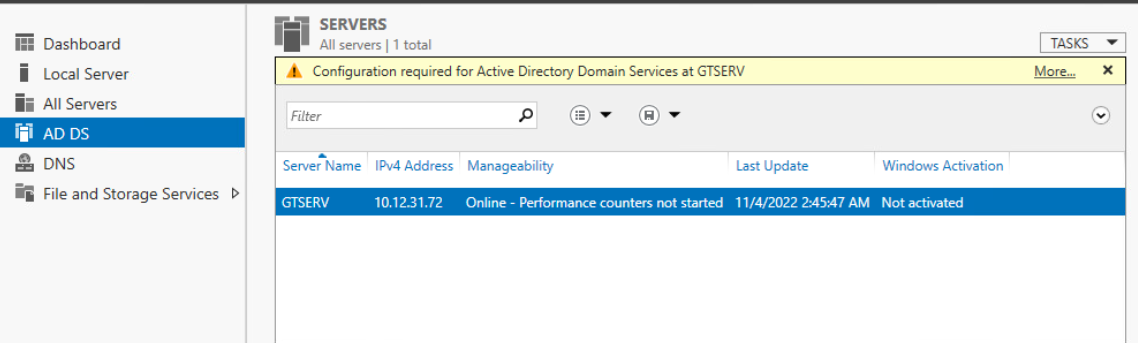 Dashboard
Local Server
All Servers
AD DS
DNS
File and Storage Services
SERVERS
All servers | 1 total
TASKS
Configuration required for Active Directory Domain Services at GTSERV More...
Filter
Server Name IPv4 Address Manageability Last Update Windows Activation
GTSERV 10.12.31.72 Online - Performance counters not started 11/4/2022 2:45:47 AM Not activated